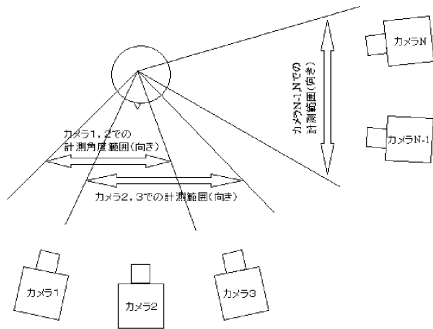 カメラN
カメラN-1,Nでの
計測範囲(向き)
カメラN-1
カメラ1,2での
計測角度範囲(向き)
カメラ2,3での計測範囲(向き)
カメラ1
カメラ2
カメラ3